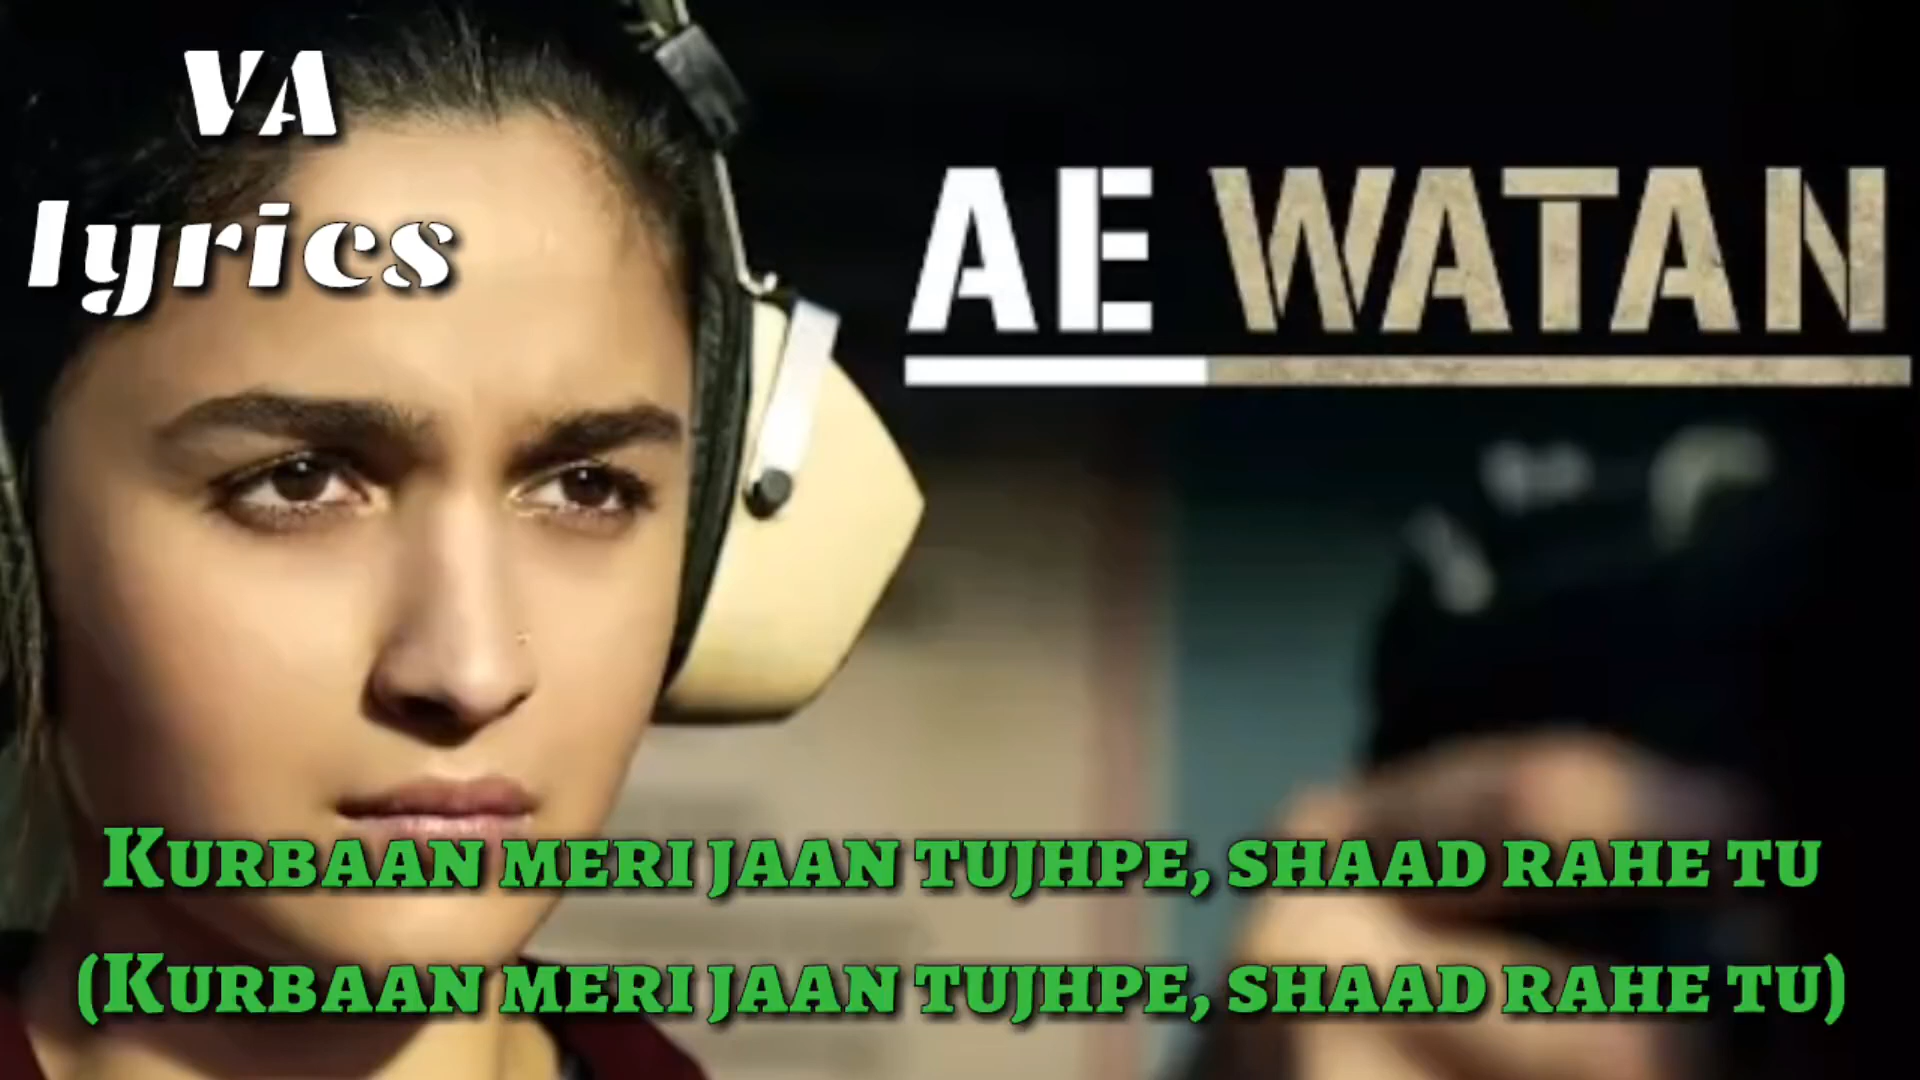 VA
lyrics
AE WATAN
KURBAAN MERI JAAN TUJHPE, SHAAD RAHE TU
(KURBAAN MERI JAAN TUJHPE, SHAAD RAHE TU)